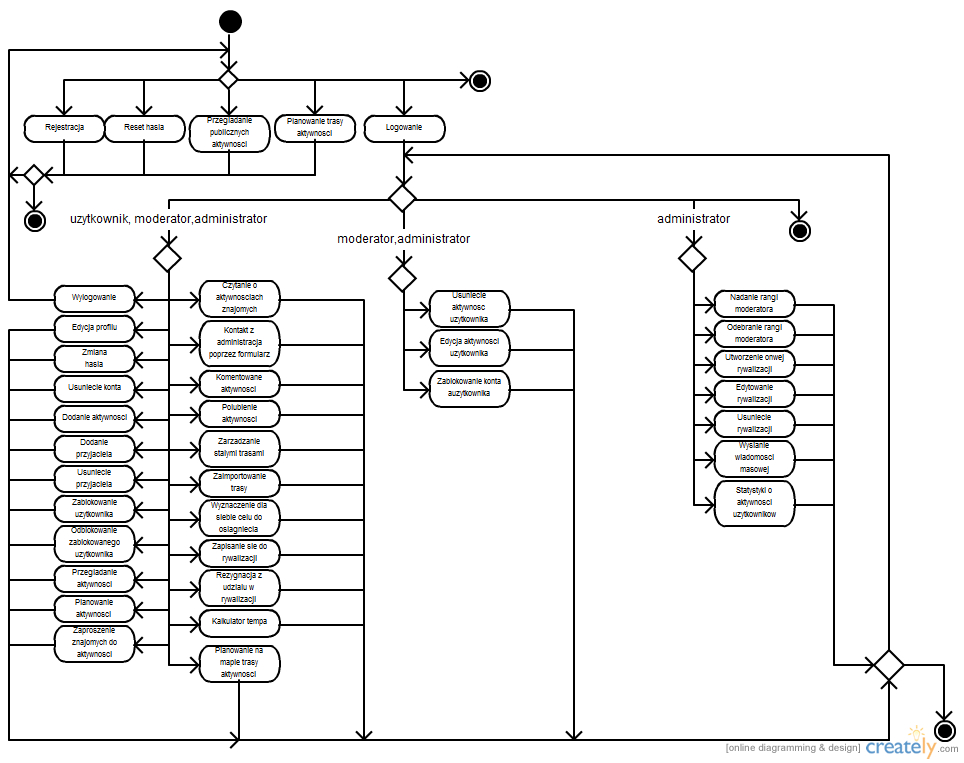 Rejestracja
Reset hasla
Przegladanie
publicznych
aktywnosci
Planowanie trasy
aktywnosci
Logowanie
uzytkownik, moderator,administrator
moderator,administrator
administrator
Wylogowanie
Edycja profilu
Zmiana
hasla
Usuniecie konta
Dodanie aktywnosci
Dodanie
przyjaciela
Usuniecie
przyjaciela
Zablokowanie
uzytkownika
Odblokowanie
zablokowanego
uzytkownika
Przegladanie
aktywnosci
Planowanie
aktywnosci
Zaproszenie
znajomych do
aktywnosci
Czytanie o
aktywnosciach
znajomych
Kontakt z
administracja
poprzez formularz
Komentowane
aktywnosci
Polubienie
aktywnosci
Zarzadzanie
stalymi trasami
Zaimportowanie
trasy
Wyznaczenie dla
siebie celu do
osiagniecia
Zapisanie sie do
rywalizacji
Rezygnacja z
udzialu w
rywalizacji
Kalkulator tempa
Planowanie na
mapie trasy
aktywnosci
Usuniecie
aktywnosc
uzytkownika
Edycja aktywnosci
uzytkownika
Zablokowanie konta
auzytkownika
Nadanie rangi
moderatora
Odebranie rangi
moderatora
Utworzenie onwej
rywalizacji
Edytowanie
rywalizacji
Usuniecie
rywalizacji
Wyslanie
wiadomosci
masowej
Statystyki o
aktywnosci
uzytkownikow
[online diagramming & design] creately.com